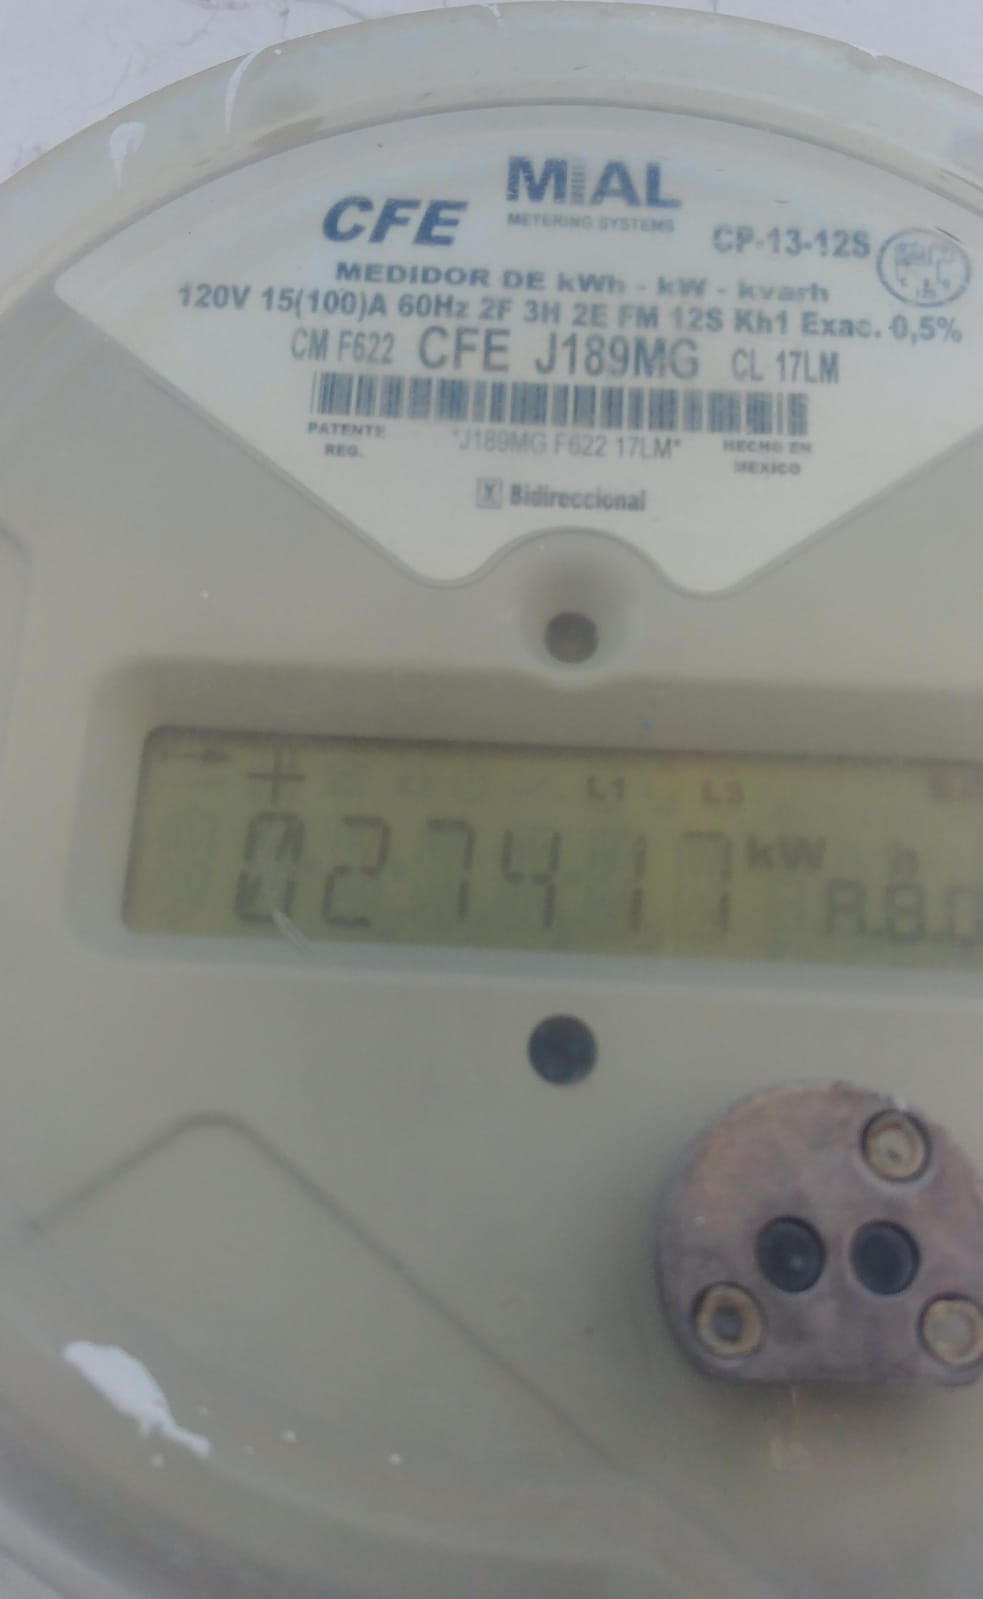 MIAL
METERING SYSTEMS
CFE
CP-13-12S
MEDIDOR DE kWh - kW - kvarh
120V 15(100)A 60Hz 2F 3H 2E FM 12S Kh1 Exac. 0,5%
CM F622 CFE J189MG CL 17LM
PATENTE REG.
*J189MG F622 17LM*
HECHO EN MEXICO
X Bidireccional
L1 L3
027417 kW h